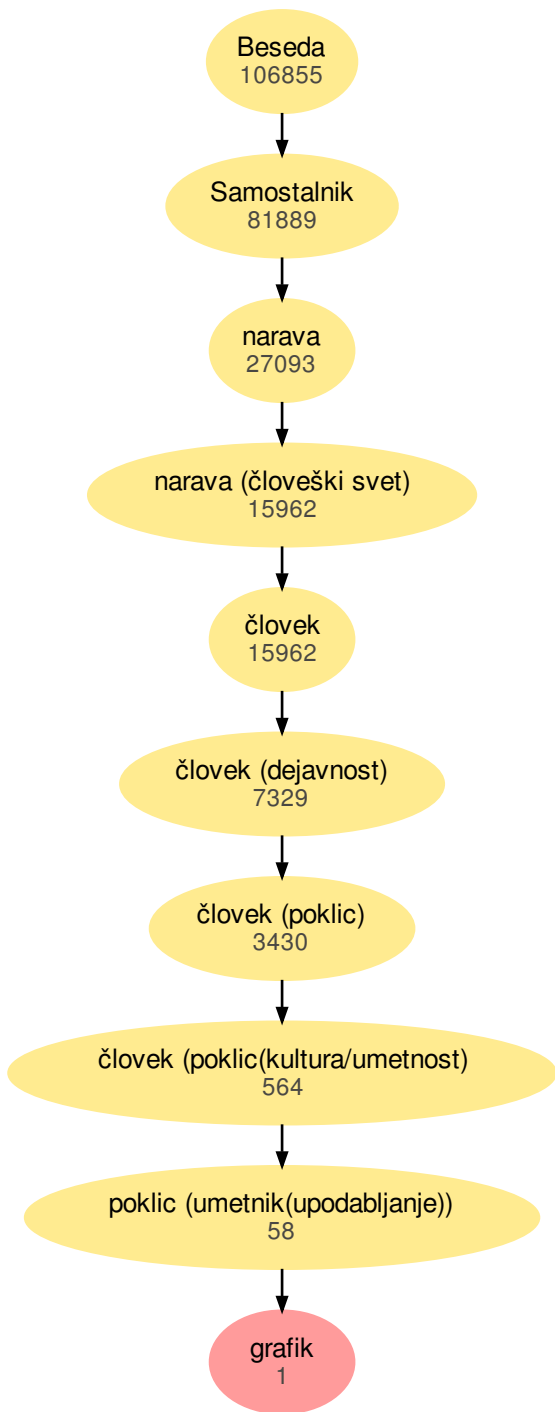 Beseda
106855
Samostalnik
81889
narava
27093
narava (človeški svet)
15962
človek
15962
človek (dejavnost)
7329
človek (poklic)
3430
človek (poklic(kultura/umetnost)
564
poklic (umetnik(upodabljanje))
58
grafik
1